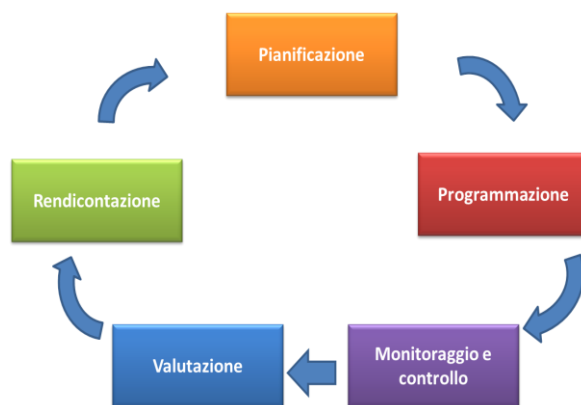 Pianificazione
Programmazione
Monitoraggio e
controllo
Valutazione
Rendicontazione